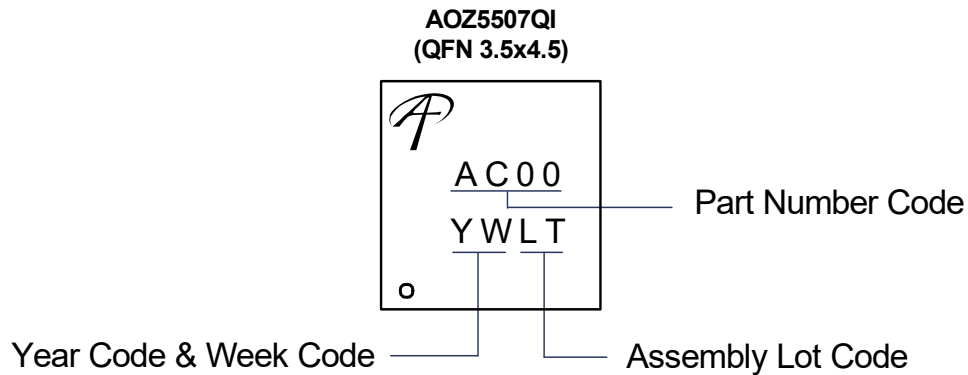 AOZ5507QI
(QFN 3.5x4.5)
AC00
Part Number Code
YWLT
Year Code & Week Code
Assembly Lot Code